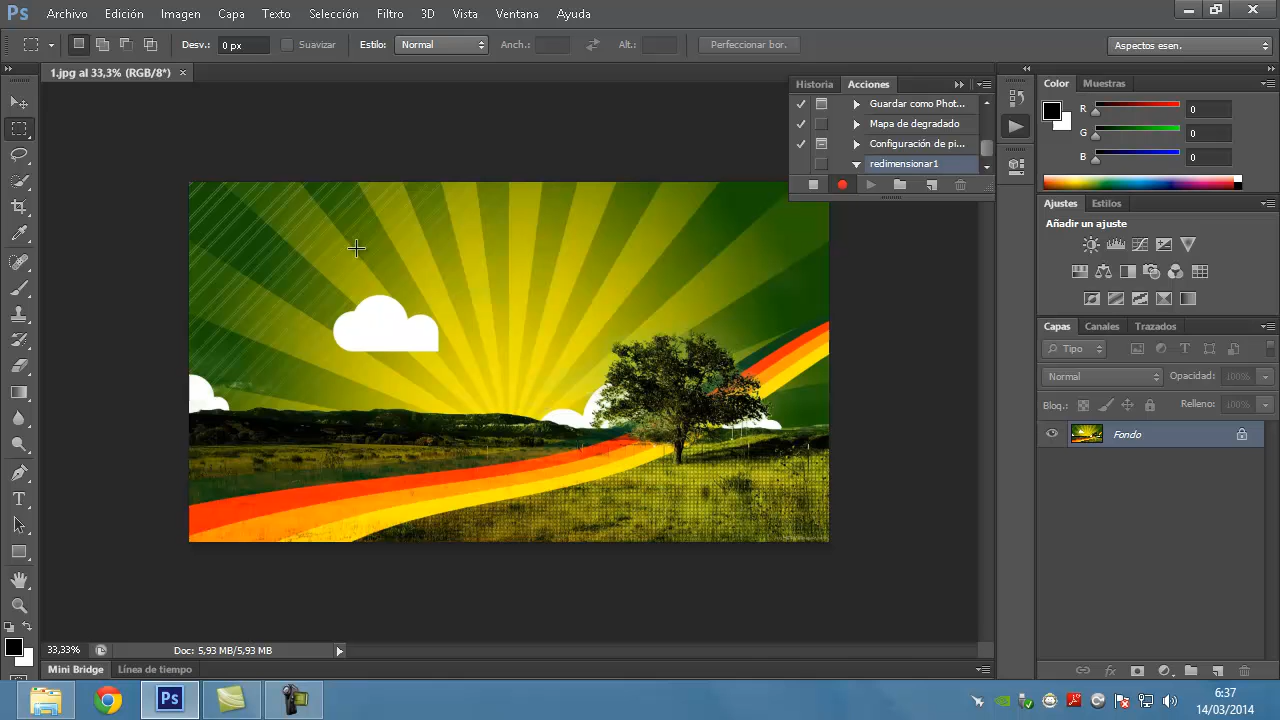 Ps Archivo Edición Imagen Capa Texto Selección Filtro 3D Vista Ventana Ayuda
Desv.: 0 px Suavizar Estilo: Normal Anch.: Alt.: Perfeccionar bor. Aspectos esen.
1.jpg al 33,3% (RGB/8*) ×
Historia Acciones
Guardar como Phot...
Mapa de degradado
Configuración de pi...
redimensionar1
Color Muestras
R 0
G 0
B 0
Ajustes Estilos
Añadir un ajuste
Capas Canales Trazados
Tipo
Normal Opacidad: 100%
Bloq.: Relleno: 100%
Fondo
33,33% Doc: 5,93 MB/5,93 MB
Mini Bridge Línea de tiempo
Ps
6:37
14/03/2014